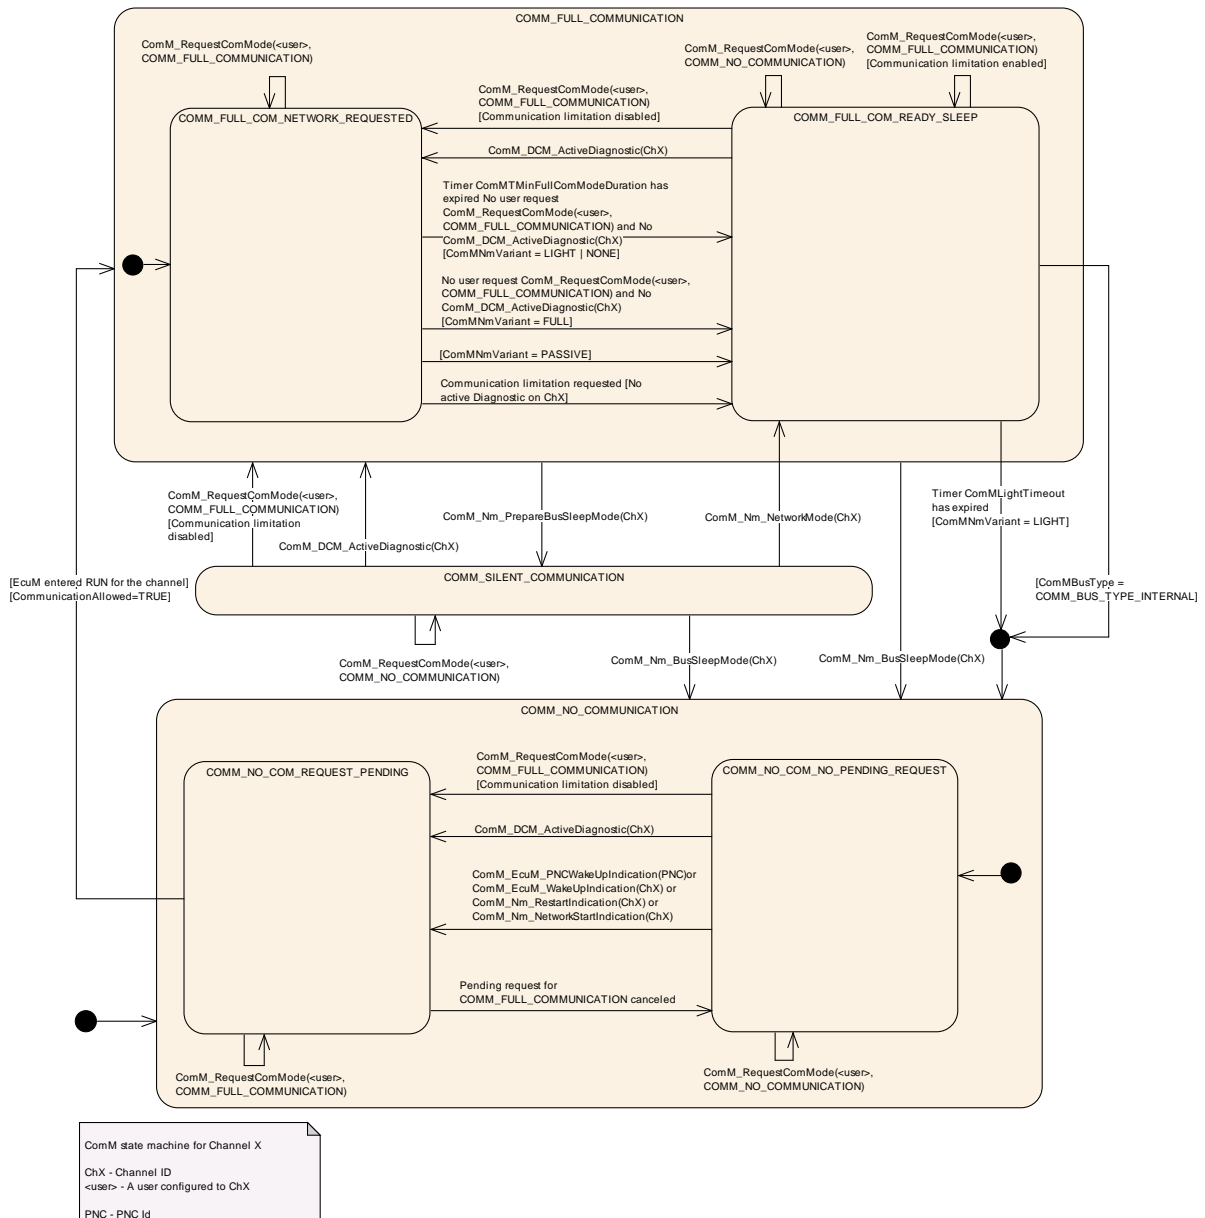 COMM_FULL_COMMUNICATION
ComM_RequestComMode(<user>,
COMM_FULL_COMMUNICATION)
ComM_RequestComMode(<user>,
COMM_NO_COMMUNICATION)
ComM_RequestComMode(<user>,
COMM_FULL_COMMUNICATION)
[Communication limitation enabled]
COMM_FULL_COM_NETWORK_REQUESTED
ComM_RequestComMode(<user>,
COMM_FULL_COMMUNICATION)
[Communication limitation disabled]
COMM_FULL_COM_READY_SLEEP
ComM_DCM_ActiveDiagnostic(ChX)
Timer ComMTMinFullComModeDuration has
expired No user request
ComM_RequestComMode(<user>,
COMM_FULL_COMMUNICATION) and No
ComM_DCM_ActiveDiagnostic(ChX)
[ComMNmVariant = LIGHT | NONE]
No user request ComM_RequestComMode(<user>,
COMM_FULL_COMMUNICATION) and No
ComM_DCM_ActiveDiagnostic(ChX)
[ComMNmVariant = FULL]
[ComMNmVariant = PASSIVE]
Communication limitation requested [No
active Diagnostic on ChX]
ComM_RequestComMode(<user>,
COMM_FULL_COMMUNICATION)
[Communication limitation
disabled]
ComM_DCM_ActiveDiagnostic(ChX)
ComM_Nm_PrepareBusSleepMode(ChX)
ComM_Nm_NetworkMode(ChX)
Timer ComMLightTimeout
has expired
[ComMNmVariant = LIGHT]
[EcuM entered RUN for the channel]
[CommunicationAllowed=TRUE]
COMM_SILENT_COMMUNICATION
[ComMBusType =
COMM_BUS_TYPE_INTERNAL]
ComM_RequestComMode(<user>,
COMM_NO_COMMUNICATION)
ComM_Nm_BusSleepMode(ChX)
ComM_Nm_BusSleepMode(ChX)
COMM_NO_COMMUNICATION
COMM_NO_COM_REQUEST_PENDING
ComM_RequestComMode(<user>,
COMM_FULL_COMMUNICATION)
[Communication limitation disabled]
COMM_NO_COM_NO_PENDING_REQUEST
ComM_DCM_ActiveDiagnostic(ChX)
ComM_EcuM_PNCWakeUpIndication(PNC)or
ComM_EcuM_WakeUpIndication(ChX) or
ComM_Nm_RestartIndication(ChX) or
ComM_Nm_NetworkStartIndication(ChX)
Pending request for
COMM_FULL_COMMUNICATION canceled
ComM_RequestComMode(<user>,
COMM_FULL_COMMUNICATION)
ComM_RequestComMode(<user>,
COMM_NO_COMMUNICATION)
ComM state machine for Channel X
ChX - Channel ID
<user> - A user configured to ChX
PNC - PNC Id